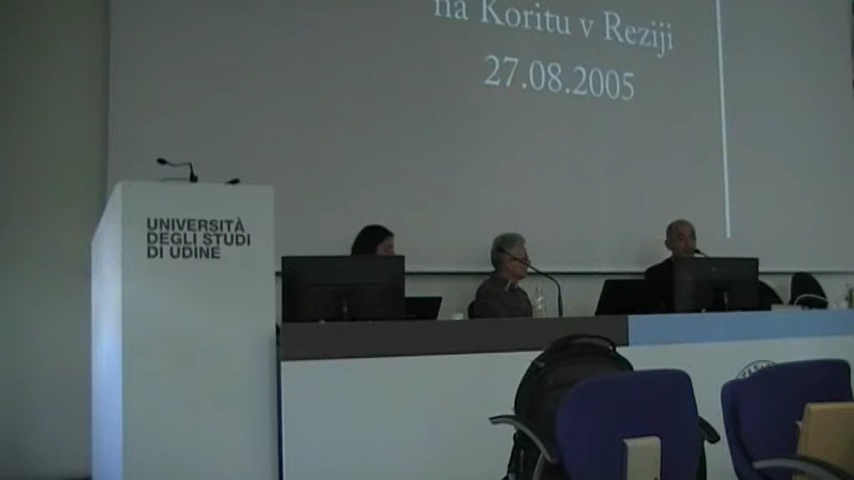 na Koritu v Reziji
27.08.2005
UNIVERSITÀ
DEGLI STUDI
DI UDINE